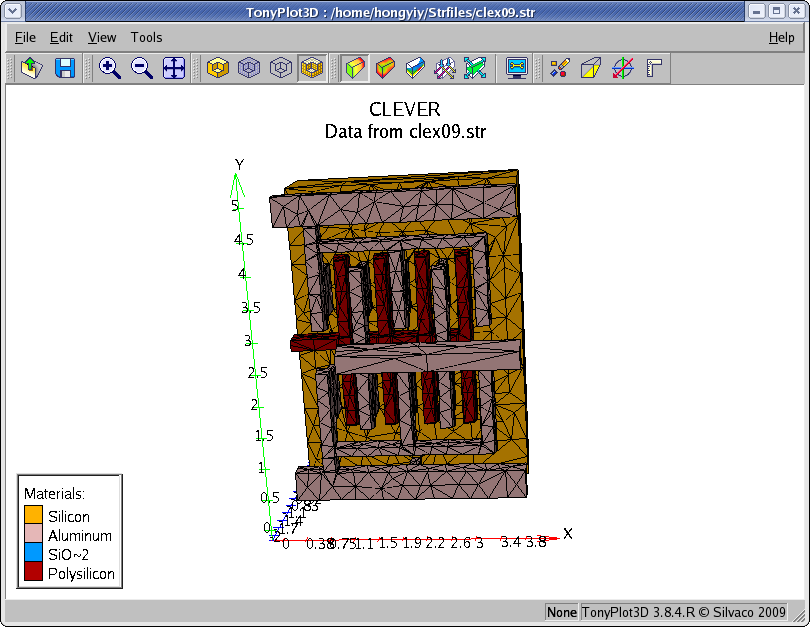 TonyPlot3D : /home/hongyiy/Strfiles/clex09.str
File Edit View Tools Help
CLEVER
Data from clex09.str
Y
5
4.5
4
3.5
3
2.5
2
1.5
1
0.5
0
Materials:
Silicon
Aluminum
SiO~2
Polysilicon
1.1
1.4
1.7
0 0.38 0.75 1.1 1.5 1.9 2.2 2.6 3 3.4 3.8 X
None TonyPlot3D 3.8.4.R © Silvaco 2009